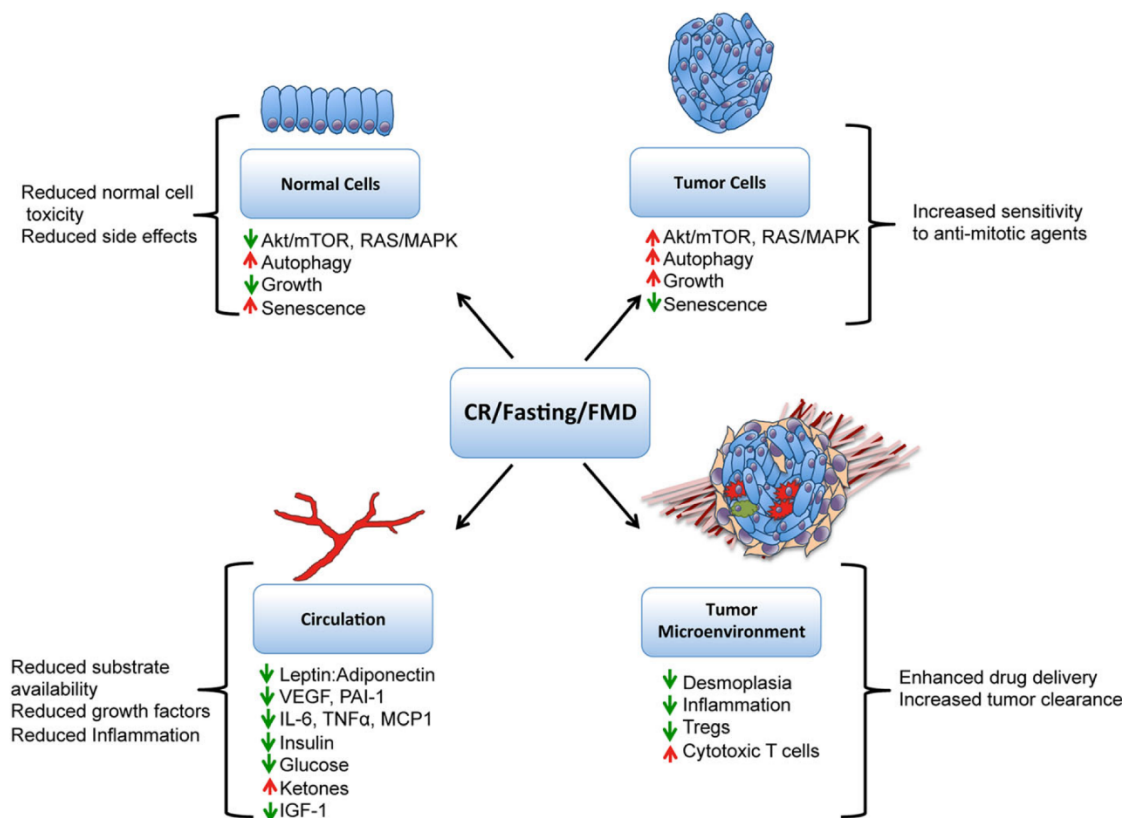 Normal Cells
Reduced normal cell
toxicity
Reduced side effects
Akt/mTOR, RAS/MAPK
Autophagy
Growth
Senescence
Tumor Cells
Akt/mTOR, RAS/MAPK
Autophagy
Growth
Senescence
Increased sensitivity
to anti-mitotic agents
CR/Fasting/FMD
Circulation
Reduced substrate
availability
Reduced growth factors
Reduced Inflammation
Leptin:Adiponectin
VEGF, PAI-1
IL-6, TNFα, MCP1
Insulin
Glucose
Ketones
IGF-1
Tumor
Microenvironment
Desmoplasia
Inflammation
Tregs
Cytotoxic T cells
Enhanced drug delivery
Increased tumor clearance